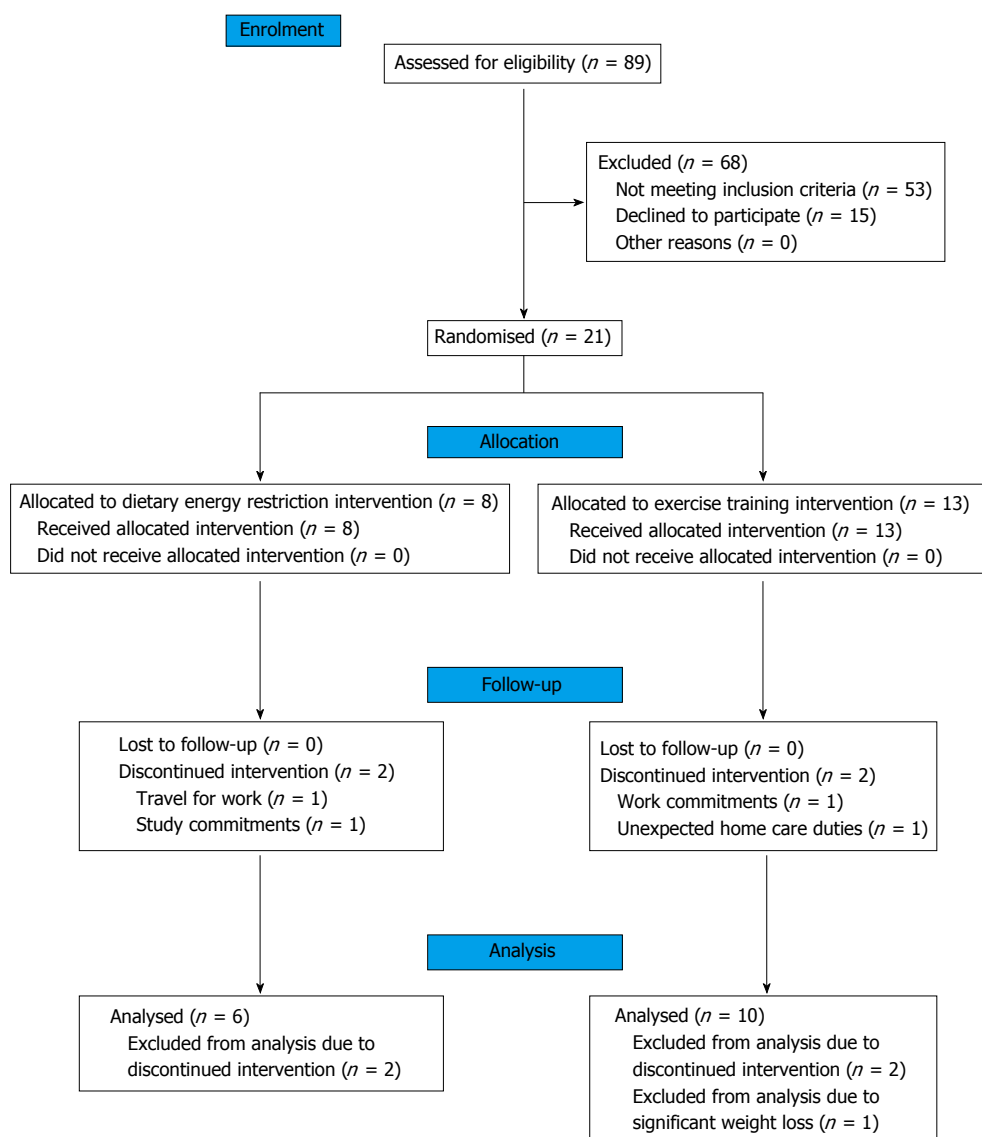 Enrolment
Assessed for eligibility (n = 89)
Excluded (n = 68)
Not meeting inclusion criteria (n = 53)
Declined to participate (n = 15)
Other reasons (n = 0)
Randomised (n = 21)
Allocation
Allocated to dietary energy restriction intervention (n = 8)
Received allocated intervention (n = 8)
Did not receive allocated intervention (n = 0)
Allocated to exercise training intervention (n = 13)
Received allocated intervention (n = 13)
Did not receive allocated intervention (n = 0)
Follow-up
Lost to follow-up (n = 0)
Discontinued intervention (n = 2)
Travel for work (n = 1)
Study commitments (n = 1)
Lost to follow-up (n = 0)
Discontinued intervention (n = 2)
Work commitments (n = 1)
Unexpected home care duties (n = 1)
Analysis
Analysed (n = 6)
Excluded from analysis due to
discontinued intervention (n = 2)
Analysed (n = 10)
Excluded from analysis due to
discontinued intervention (n = 2)
Excluded from analysis due to
significant weight loss (n = 1)